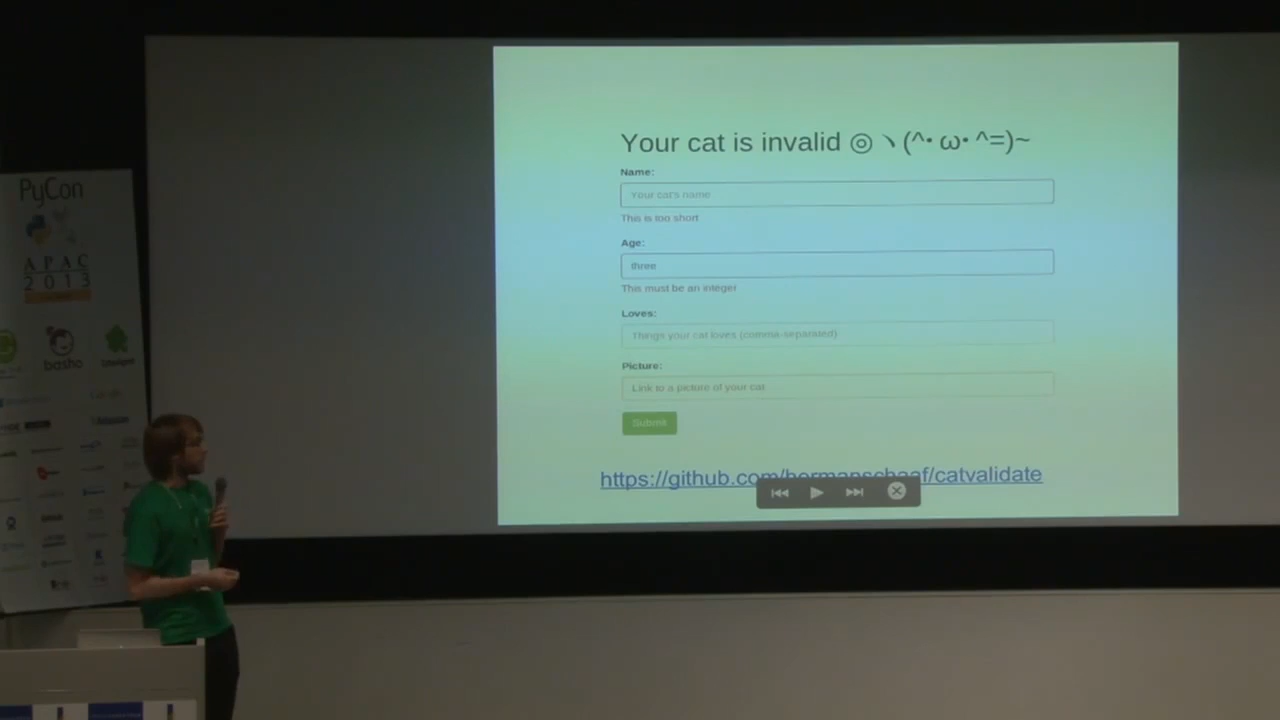 PyCon
APAC
2013
basho
Your cat is invalid ◎ヽ(^• ω• ^=)~
Name:
Your cat's name
This is too short
Age:
three
This must be an integer
Loves:
Things your cat loves (comma-separated)
Picture:
Link to a picture of your cat
Submit
https://github.com/hermanschaaf/catvalidate